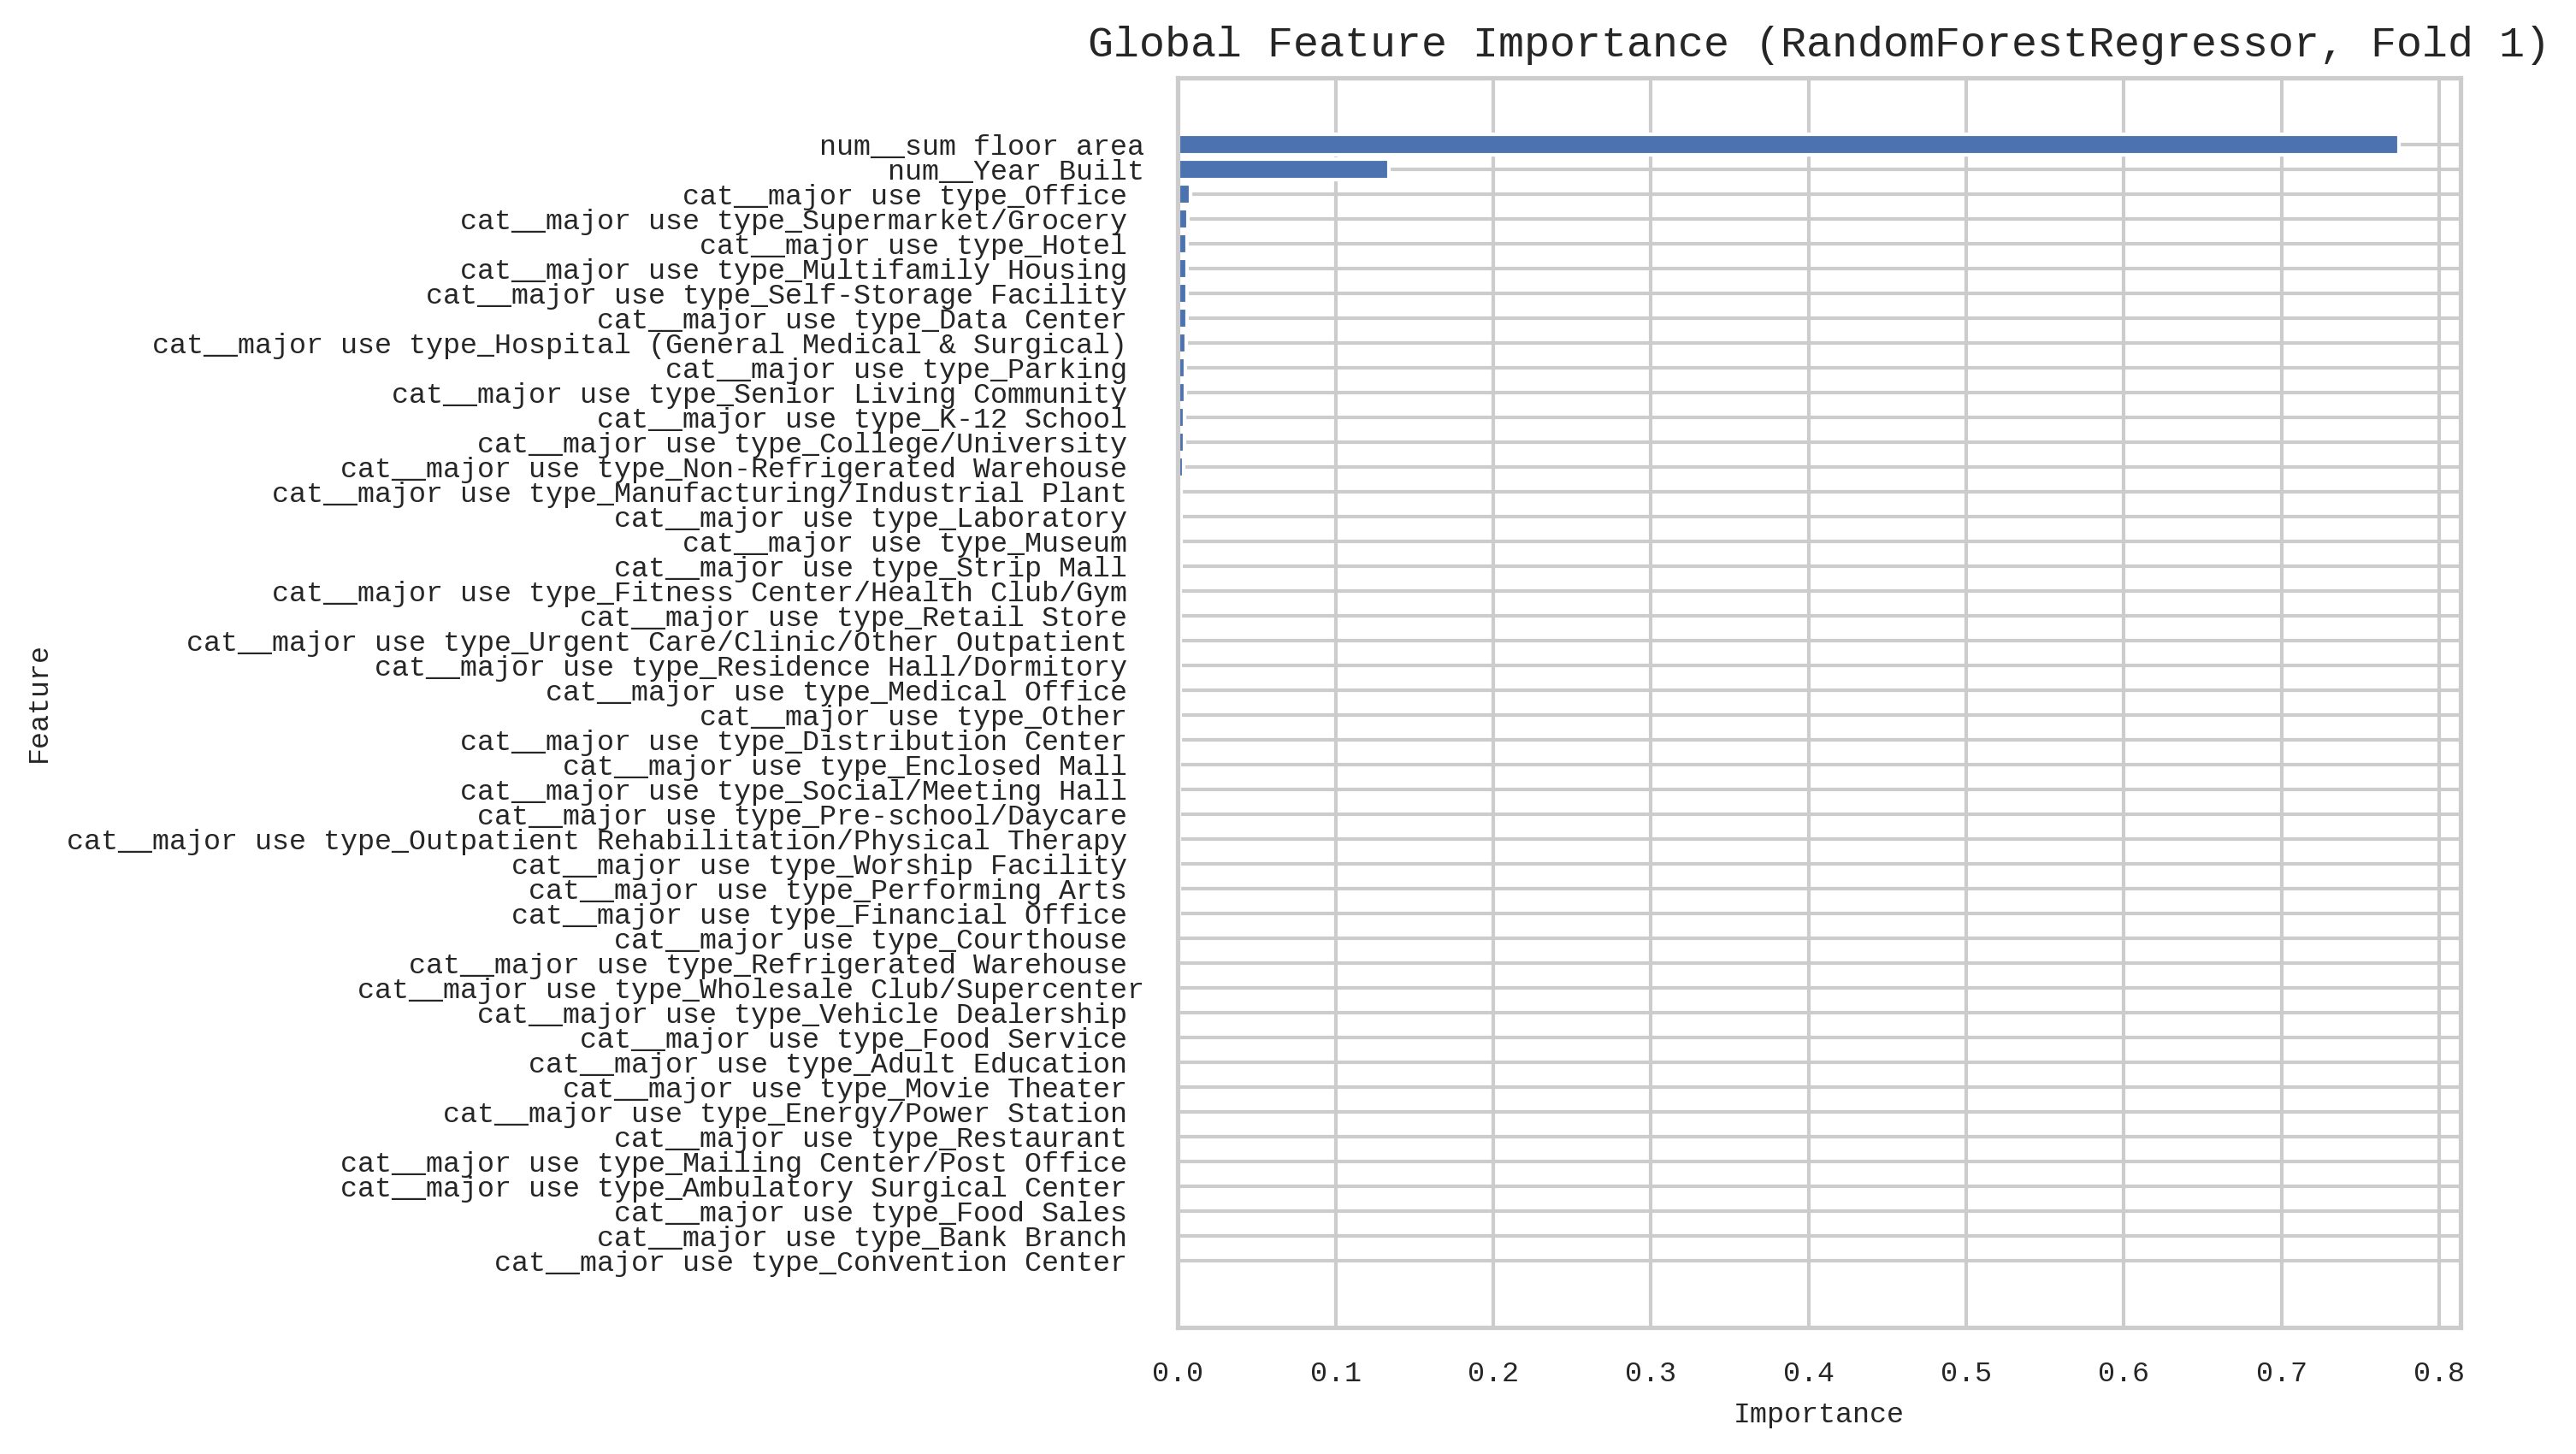 Global Feature Importance (RandomForestRegressor, Fold 1)
num__sum floor area
num__Year Built
cat__major use type_Office
cat__major use type_Supermarket/Grocery
cat__major use type_Hotel
cat__major use type_Multifamily Housing
cat__major use type_Self-Storage Facility
cat__major use type_Data Center
cat__major use type_Hospital (General Medical & Surgical)
cat__major use type_Parking
cat__major use type_Senior Living Community
cat__major use type_K-12 School
cat__major use type_College/University
cat__major use type_Non-Refrigerated Warehouse
cat__major use type_Manufacturing/Industrial Plant
cat__major use type_Laboratory
cat__major use type_Museum
cat__major use type_Strip Mall
cat__major use type_Fitness Center/Health Club/Gym
cat__major use type_Retail Store
cat__major use type_Urgent Care/Clinic/Other Outpatient
cat__major use type_Residence Hall/Dormitory
cat__major use type_Medical Office
cat__major use type_Other
cat__major use type_Distribution Center
cat__major use type_Enclosed Mall
cat__major use type_Social/Meeting Hall
cat__major use type_Pre-school/Daycare
cat__major use type_Outpatient Rehabilitation/Physical Therapy
cat__major use type_Worship Facility
cat__major use type_Performing Arts
cat__major use type_Financial Office
cat__major use type_Courthouse
cat__major use type_Refrigerated Warehouse
cat__major use type_Wholesale Club/Supercenter
cat__major use type_Vehicle Dealership
cat__major use type_Food Service
cat__major use type_Adult Education
cat__major use type_Movie Theater
cat__major use type_Energy/Power Station
cat__major use type_Restaurant
cat__major use type_Mailing Center/Post Office
cat__major use type_Ambulatory Surgical Center
cat__major use type_Food Sales
cat__major use type_Bank Branch
cat__major use type_Convention Center
Feature
0.0 0.1 0.2 0.3 0.4 0.5 0.6 0.7 0.8
Importance